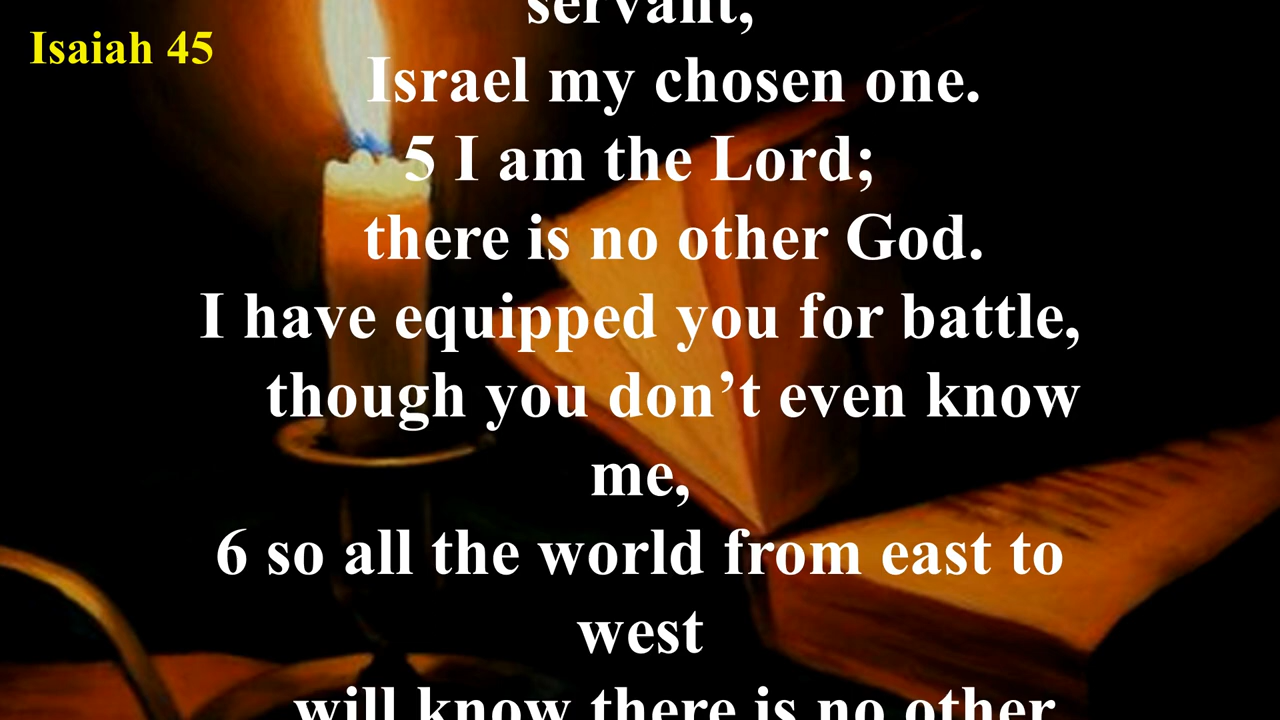 Isaiah 45
servant,
Israel my chosen one.
5 I am the Lord;
there is no other God.
I have equipped you for battle,
though you don’t even know
me,
6 so all the world from east to
west
will know there is no other